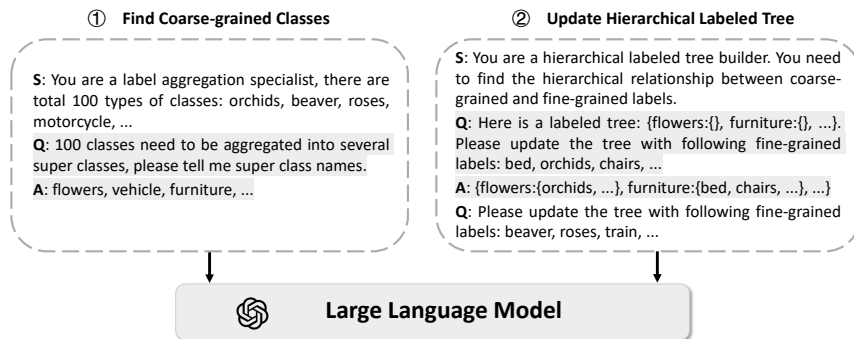 ① Find Coarse-grained Classes
S: You are a label aggregation specialist, there are
total 100 types of classes: orchids, beaver, roses,
motorcycle, ...
Q: 100 classes need to be aggregated into several
super classes, please tell me super class names.
A: flowers, vehicle, furniture, ...
② Update Hierarchical Labeled Tree
S: You are a hierarchical labeled tree builder. You need
to find the hierarchical relationship between coarse-
grained and fine-grained labels.
Q: Here is a labeled tree: {flowers:{}, furniture:{}, ...}.
Please update the tree with following fine-grained
labels: bed, orchids, chairs, ...
A: {flowers:{orchids, ...}, furniture:{bed, chairs, ...}, ...}
Q: Please update the tree with following fine-grained
labels: beaver, roses, train, ...
Large Language Model